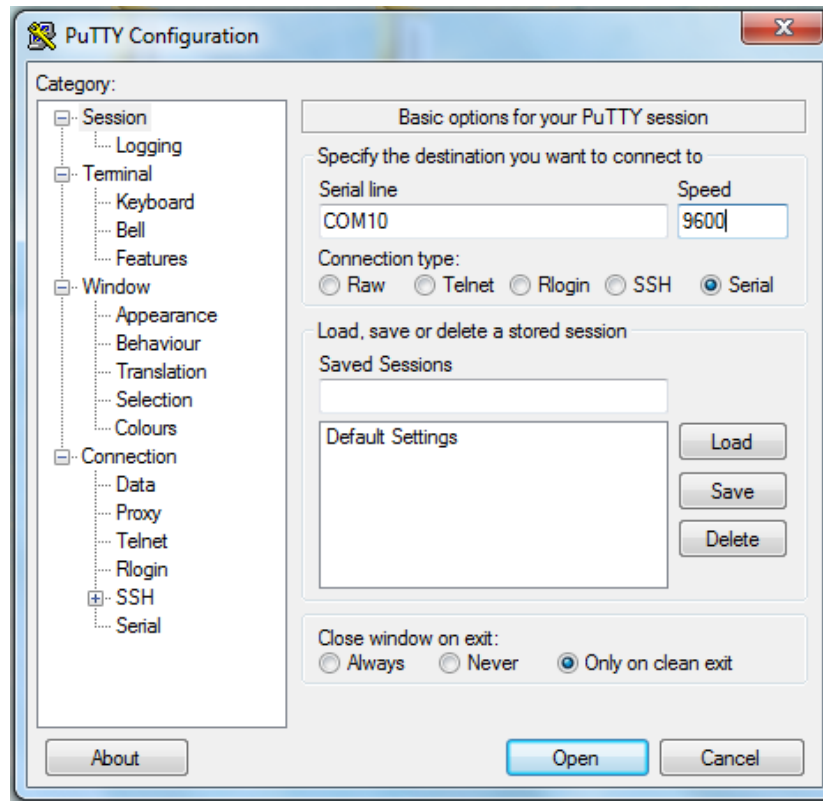 PuTTY Configuration
Category:
Session
Logging
Terminal
Keyboard
Bell
Features
Window
Appearance
Behaviour
Translation
Selection
Colours
Connection
Data
Proxy
Telnet
Rlogin
SSH
Serial
Basic options for your PuTTY session
Specify the destination you want to connect to
Serial line Speed
COM10 9600
Connection type:
Raw Telnet Rlogin SSH Serial
Load, save or delete a stored session
Saved Sessions
Default Settings
Load
Save
Delete
Close window on exit:
Always Never Only on clean exit
About Open Cancel